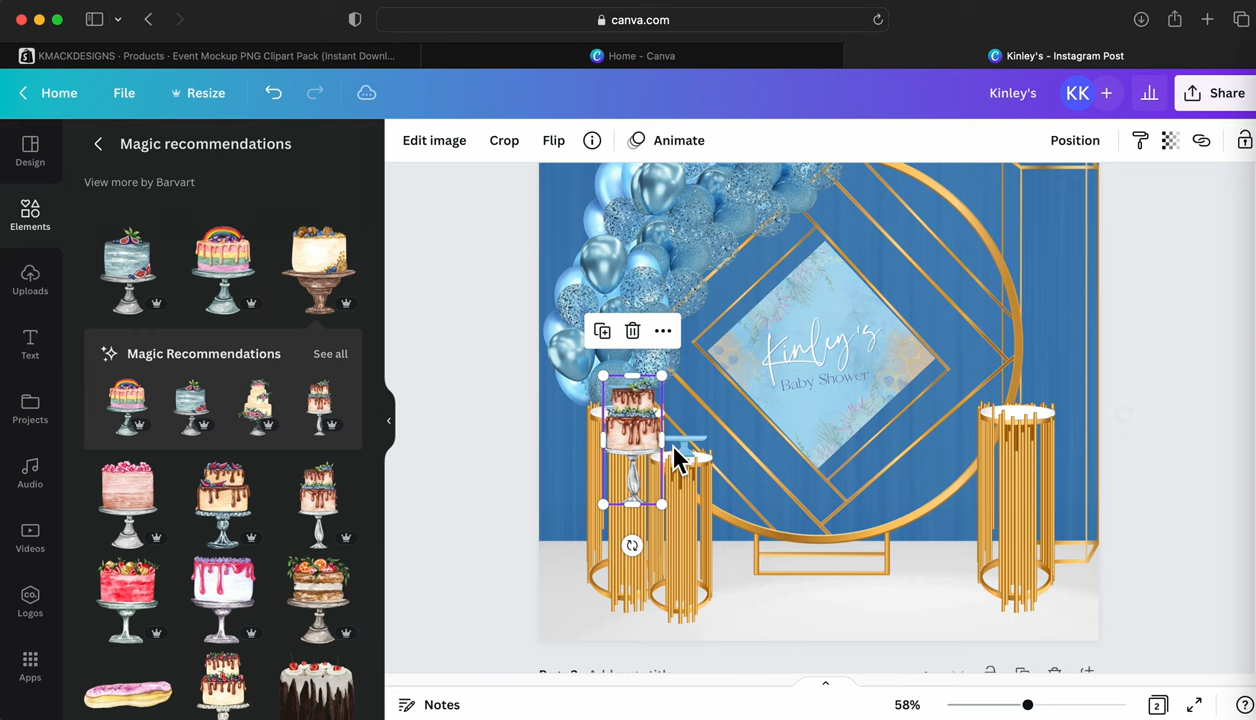 canva.com
KMACKDESIGNS · Products · Event Mockup PNG Clipart Pack (Instant Downl...
Home - Canva
Kinley's - Instagram Post
Home
File
Resize
Kinley's
KK
Share
Design
Elements
Uploads
Text
Projects
Audio
Videos
Logos
Apps
Magic recommendations
View more by Barvart
Magic Recommendations
See all
Edit image
Crop
Flip
Animate
Position
Kinley's
Baby Shower
Notes
58%
2